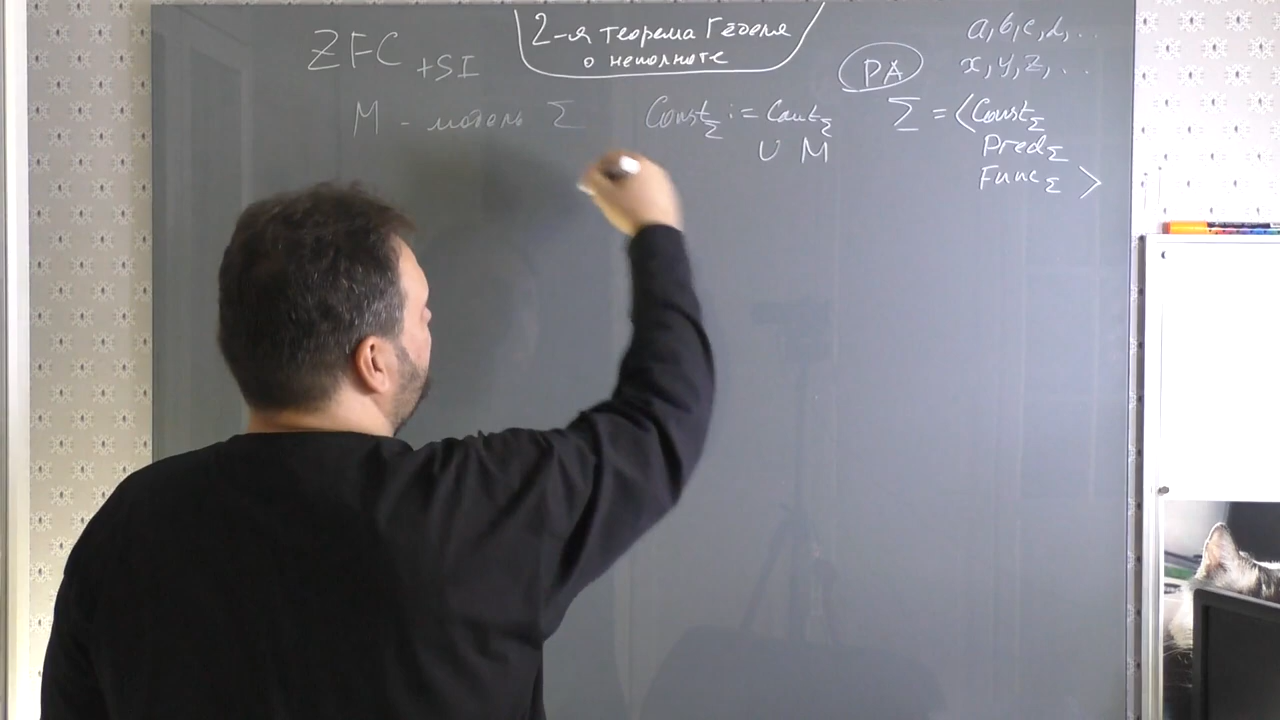 ZFC +SI
2-я теорема Гёделя
о неполноте
PA
a, b, c, d, ..
x, y, z, ..
M - модель Σ
Const_Σ := Const_Σ
∪ M
Σ = <Const_Σ
Pred_Σ
Func_Σ >